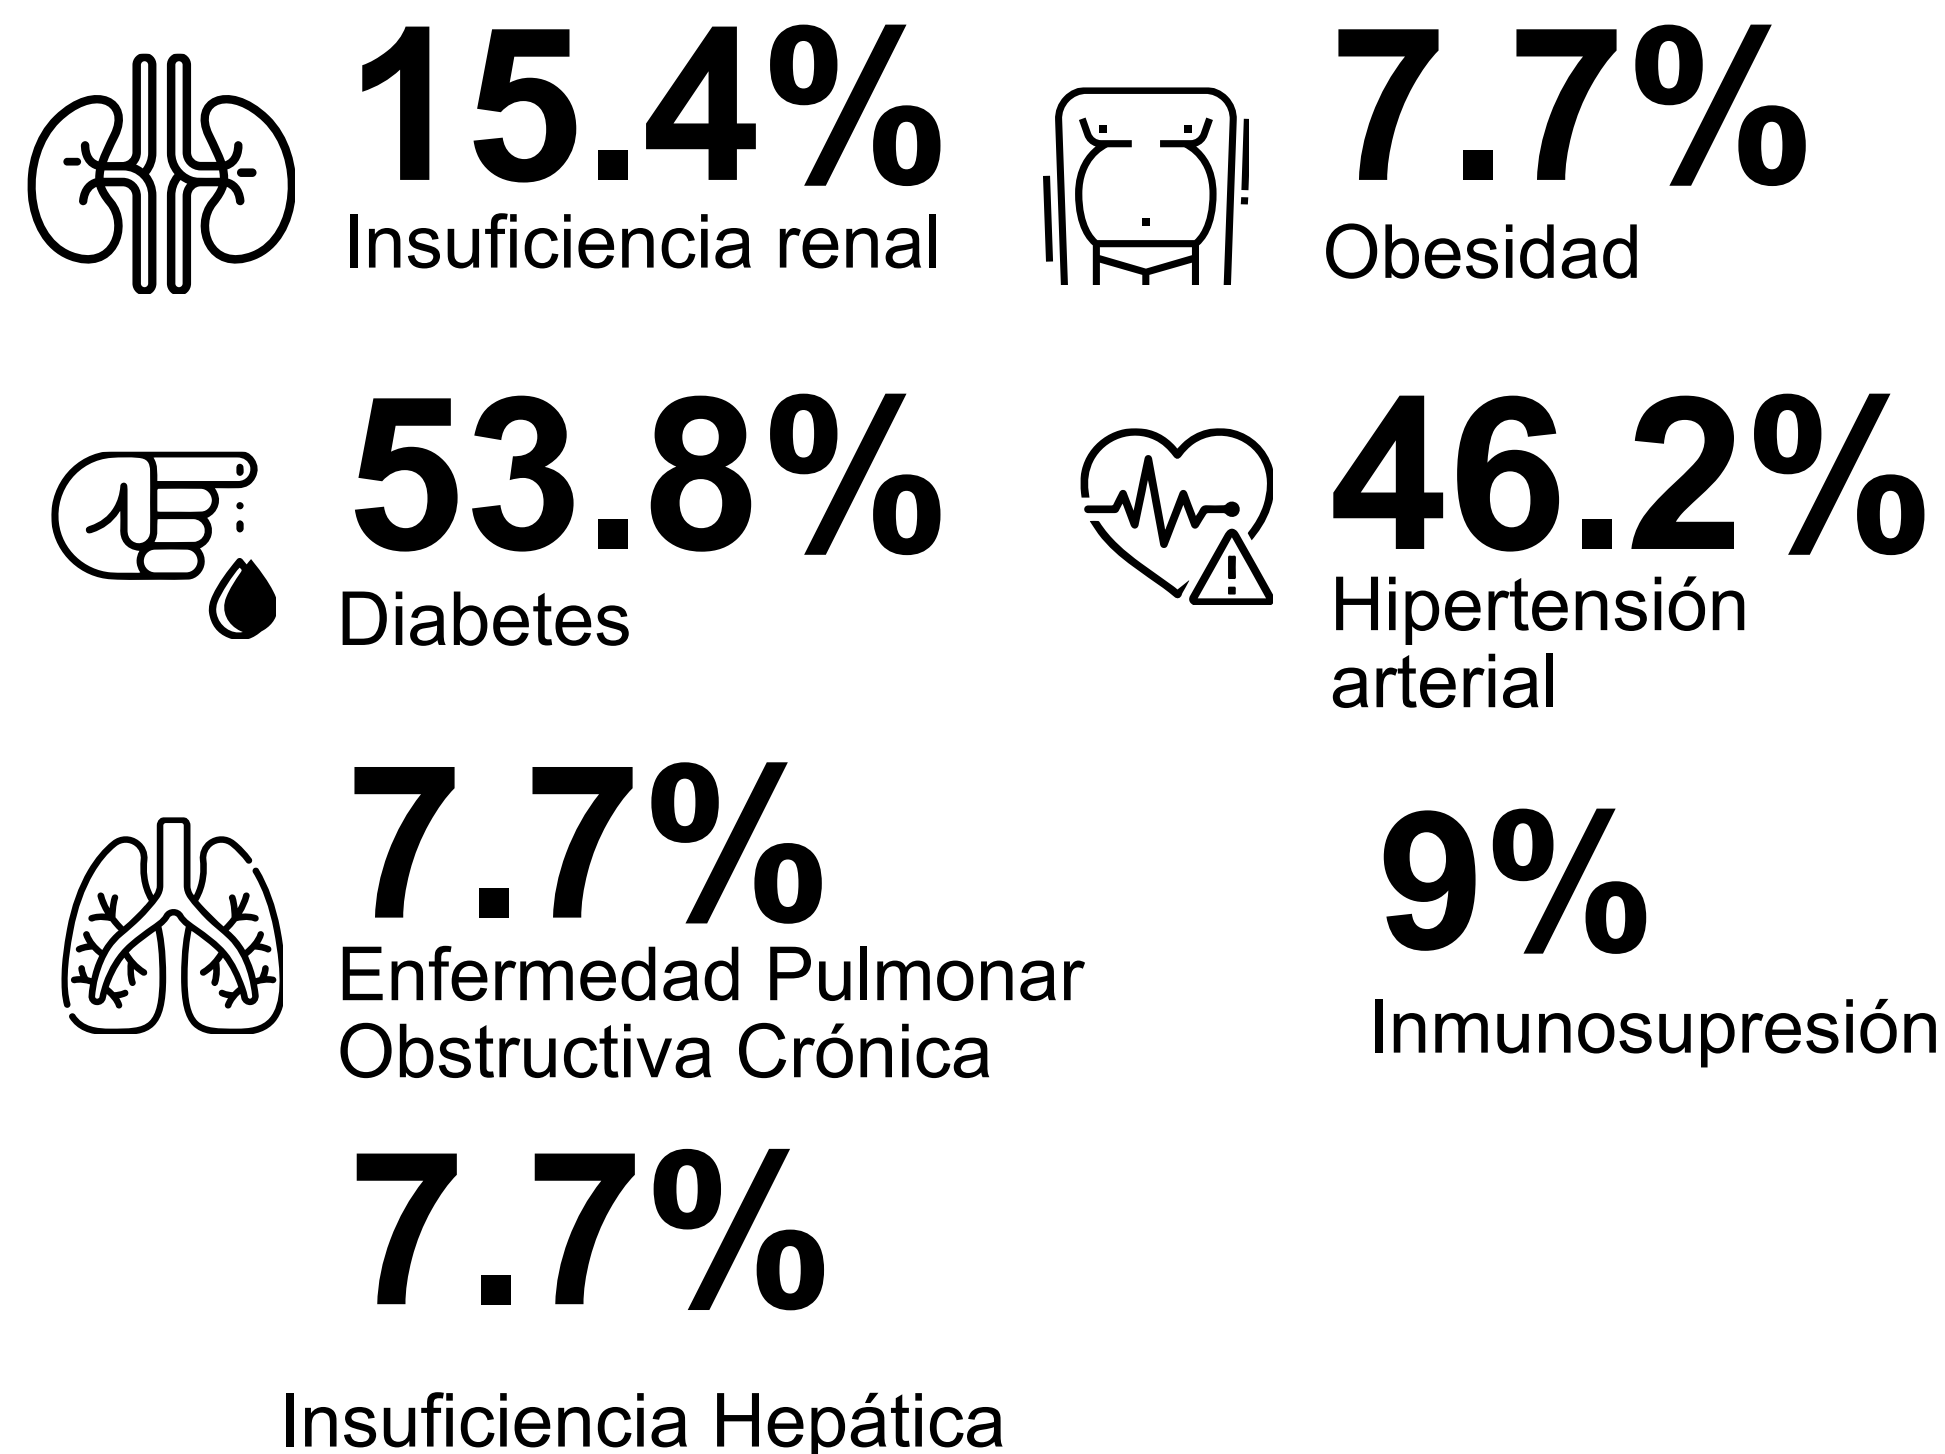 15.4%
Insuficiencia renal
7.7%
Obesidad
53.8%
Diabetes
46.2%
Hipertensión
arterial
7.7%
Enfermedad Pulmonar
Obstructiva Crónica
9%
Inmunosupresión
7.7%
Insuficiencia Hepática